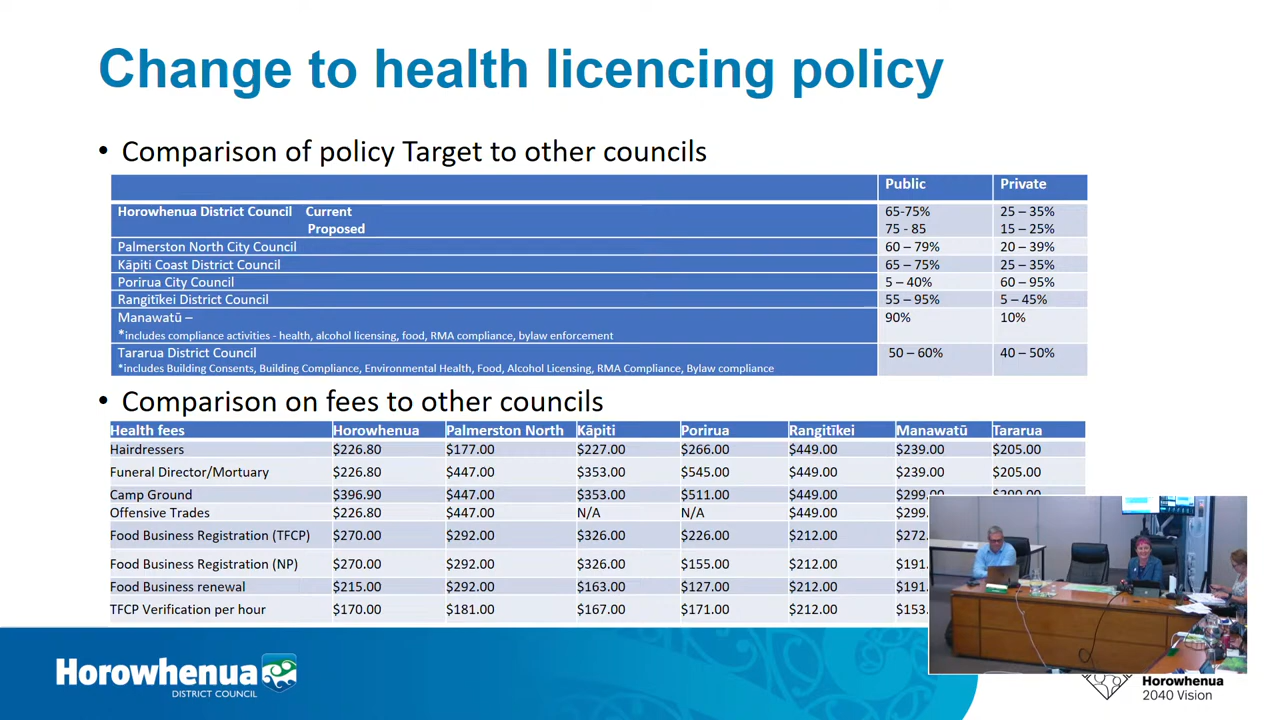 Change to health licencing policy
• Comparison of policy Target to other councils
Public Private
Horowhenua District Council Current 65-75% 25 – 35%
Proposed 75 - 85 15 – 25%
Palmerston North City Council 60 – 79% 20 – 39%
Kāpiti Coast District Council 65 – 75% 25 – 35%
Porirua City Council 5 – 40% 60 – 95%
Rangitīkei District Council 55 – 95% 5 – 45%
Manawatū – 90% 10%
*includes compliance activities - health, alcohol licensing, food, RMA compliance, bylaw enforcement
Tararua District Council 50 – 60% 40 – 50%
*includes Building Consents, Building Compliance, Environmental Health, Food, Alcohol Licensing, RMA Compliance, Bylaw compliance
• Comparison on fees to other councils
Health fees Horowhenua Palmerston North Kāpiti Porirua Rangitīkei Manawatū Tararua
Hairdressers $226.80 $177.00 $227.00 $266.00 $449.00 $239.00 $205.00
Funeral Director/Mortuary $226.80 $447.00 $353.00 $545.00 $449.00 $239.00 $205.00
Camp Ground $396.90 $447.00 $353.00 $511.00 $449.00 $299.00
Offensive Trades $226.80 $447.00 N/A N/A $449.00 $299.
Food Business Registration (TFCP) $270.00 $292.00 $326.00 $226.00 $212.00 $272.
Food Business Registration (NP) $270.00 $292.00 $326.00 $155.00 $212.00 $191.
Food Business renewal $215.00 $292.00 $163.00 $127.00 $212.00 $191.
TFCP Verification per hour $170.00 $181.00 $167.00 $171.00 $212.00 $153.
Horowhenua
DISTRICT COUNCIL
Horowhenua
2040 Vision